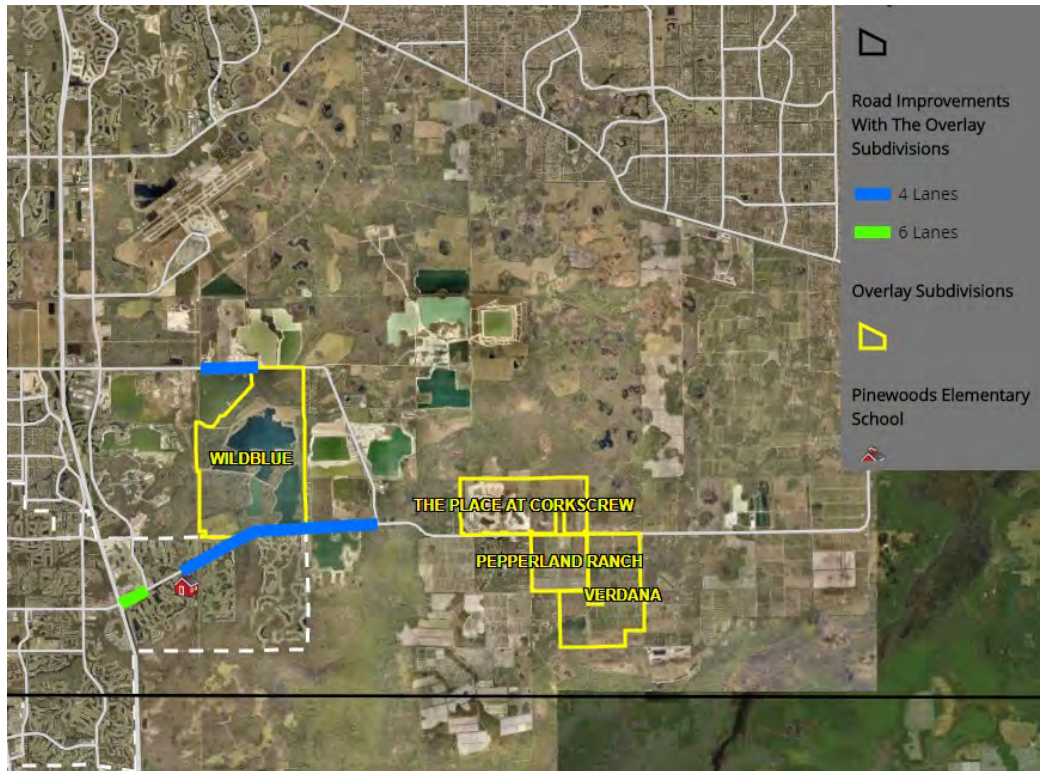 Road Improvements
With The Overlay
Subdivisions
4 Lanes
6 Lanes
Overlay Subdivisions
Pinewoods Elementary
School
WILDBLUE
THE PLACE AT CORKSCREW
PEPPERLAND RANCH
VERDANA